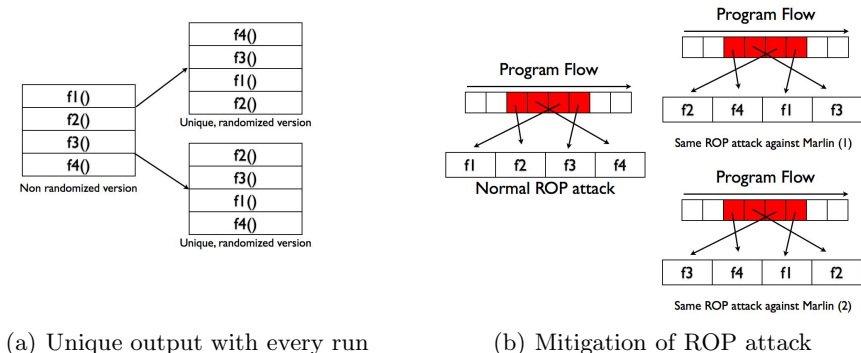 f1()
f2()
f3()
f4()
Non randomized version
f4()
f3()
f1()
f2()
Unique, randomized version
f2()
f3()
f1()
f4()
Unique, randomized version
(a) Unique output with every run
Program Flow
f1 f2 f3 f4
Normal ROP attack
Program Flow
f2 f4 f1 f3
Same ROP attack against Marlin (1)
Program Flow
f3 f4 f1 f2
Same ROP attack against Marlin (2)
(b) Mitigation of ROP attack